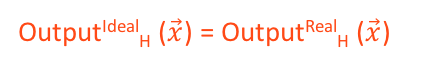 Output^Ideal_H (x⃗) = Output^Real_H (x⃗)